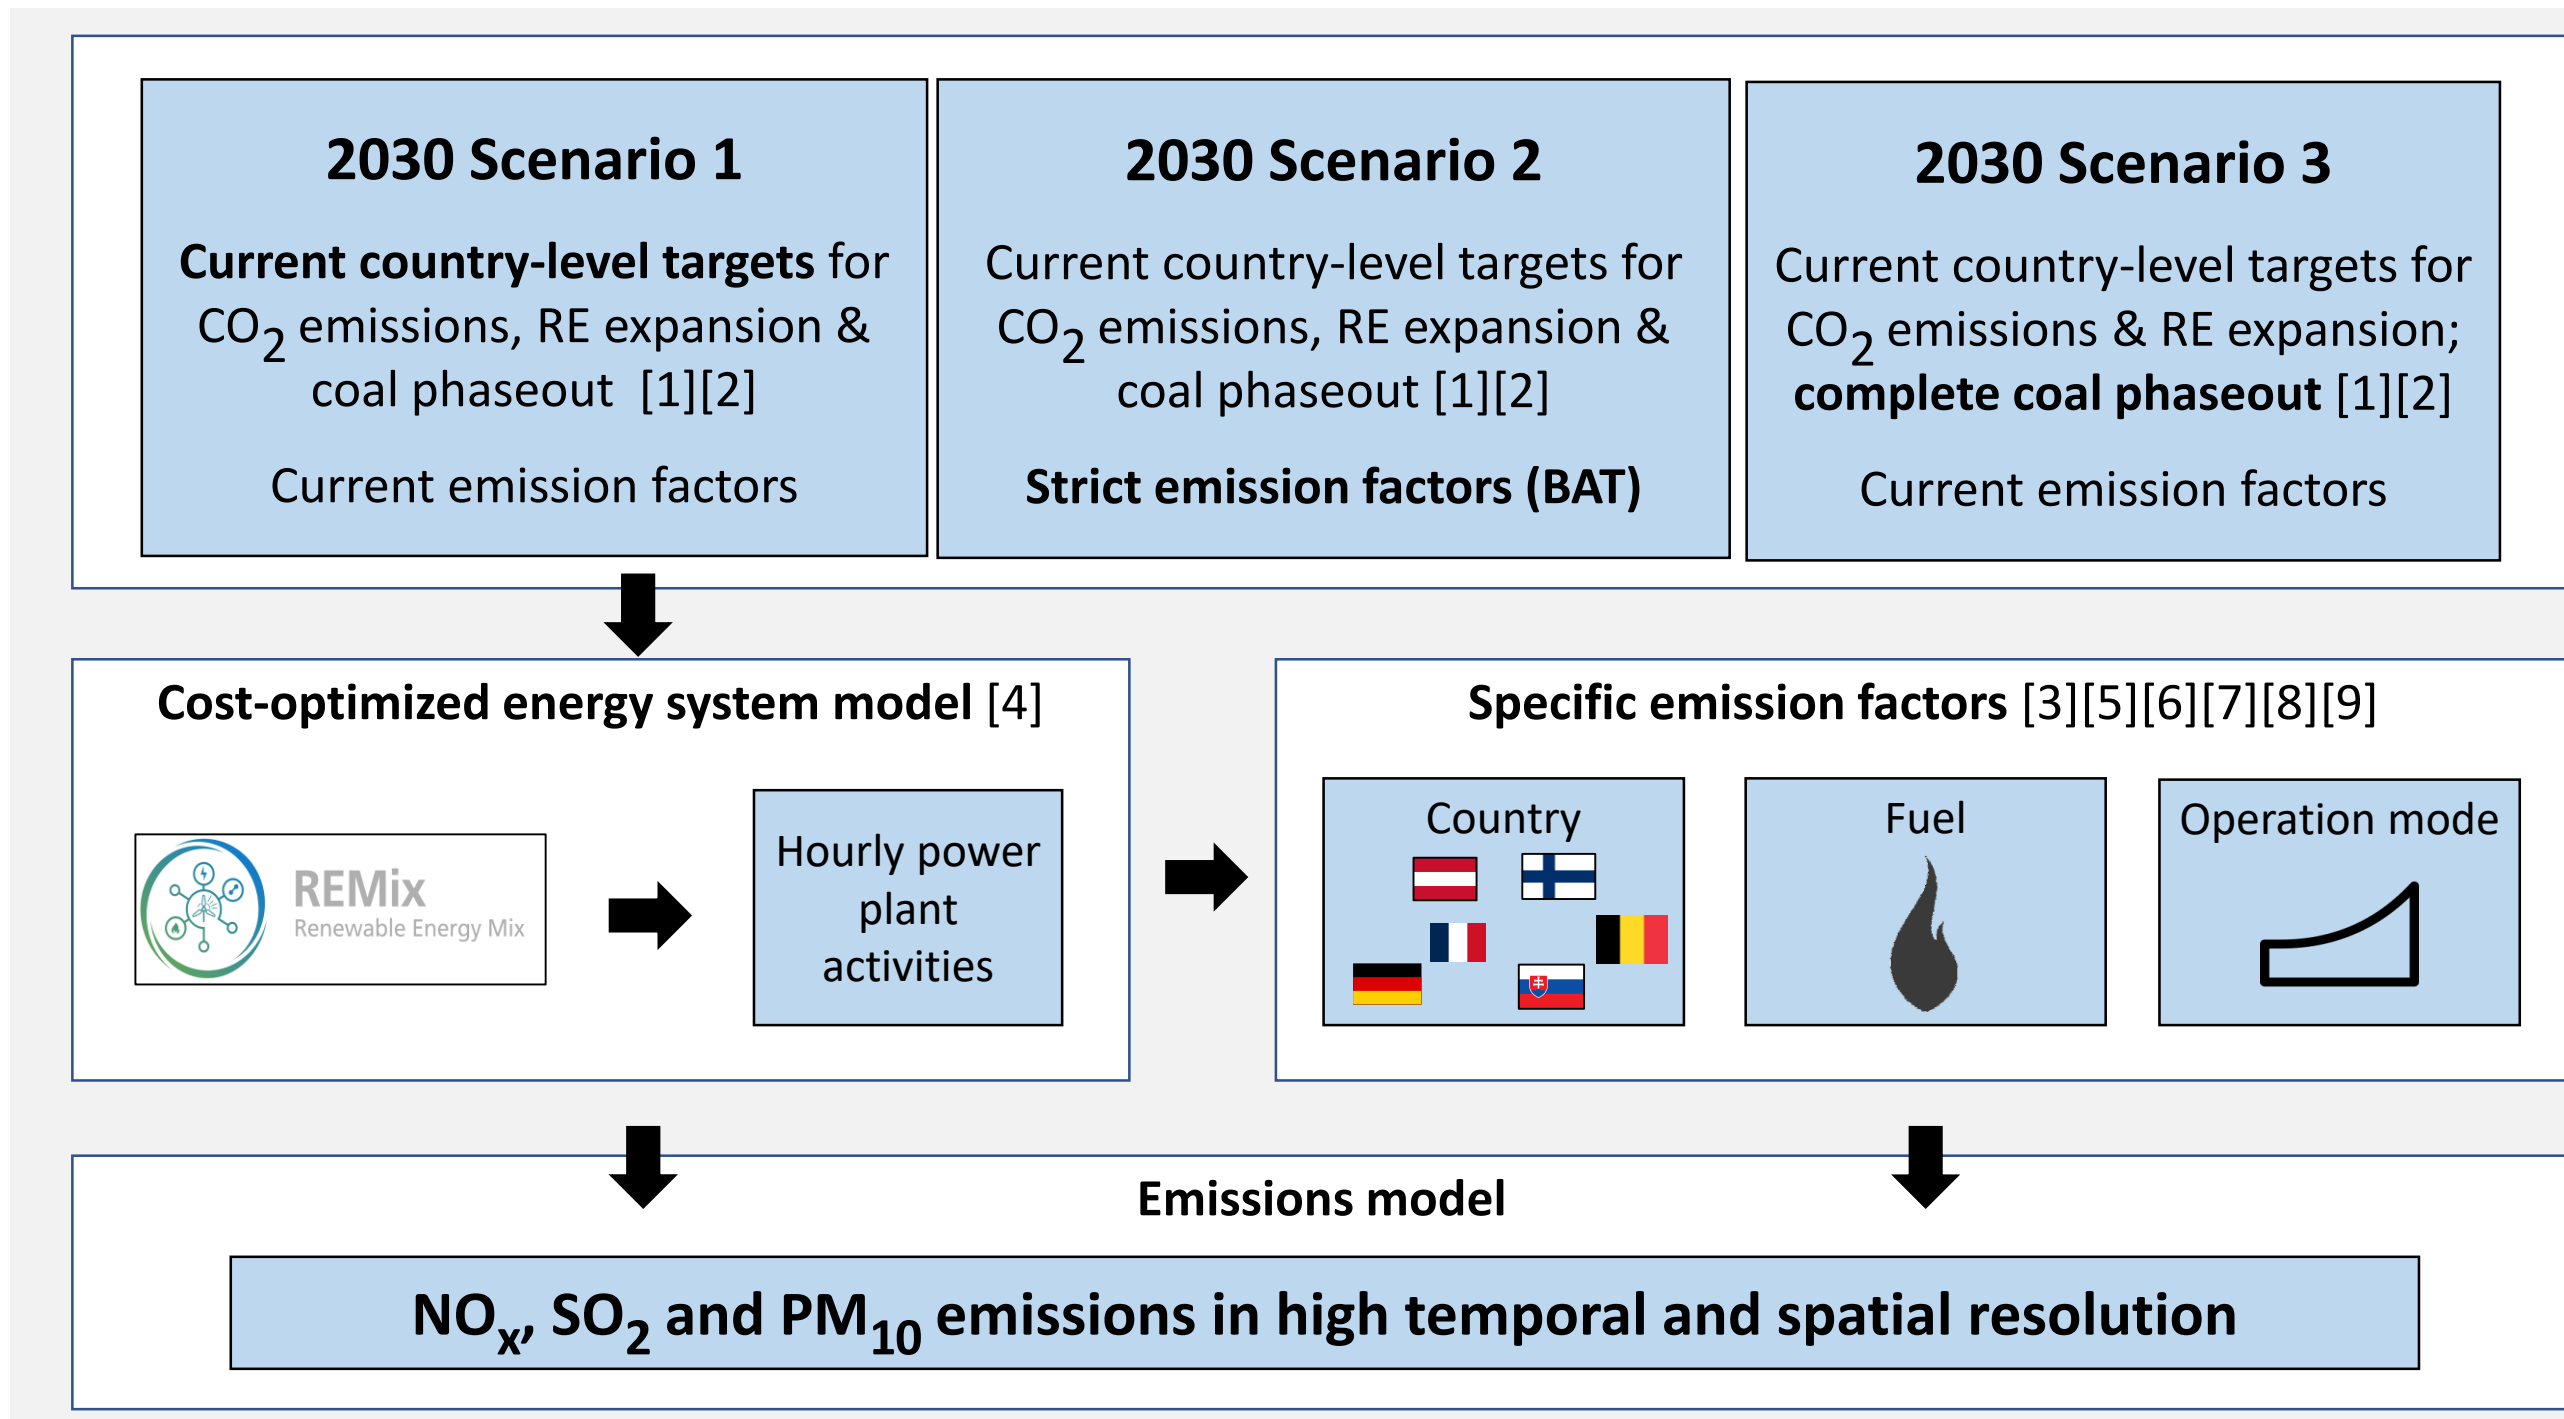 2030 Scenario 1
Current country-level targets for
CO2 emissions, RE expansion &
coal phaseout [1][2]
Current emission factors
2030 Scenario 2
Current country-level targets for
CO2 emissions, RE expansion &
coal phaseout [1][2]
Strict emission factors (BAT)
2030 Scenario 3
Current country-level targets for
CO2 emissions & RE expansion;
complete coal phaseout [1][2]
Current emission factors
Cost-optimized energy system model [4]
REMix
Renewable Energy Mix
Hourly power
plant
activities
Specific emission factors [3][5][6][7][8][9]
Country
Fuel
Operation mode
Emissions model
NOx, SO2 and PM10 emissions in high temporal and spatial resolution